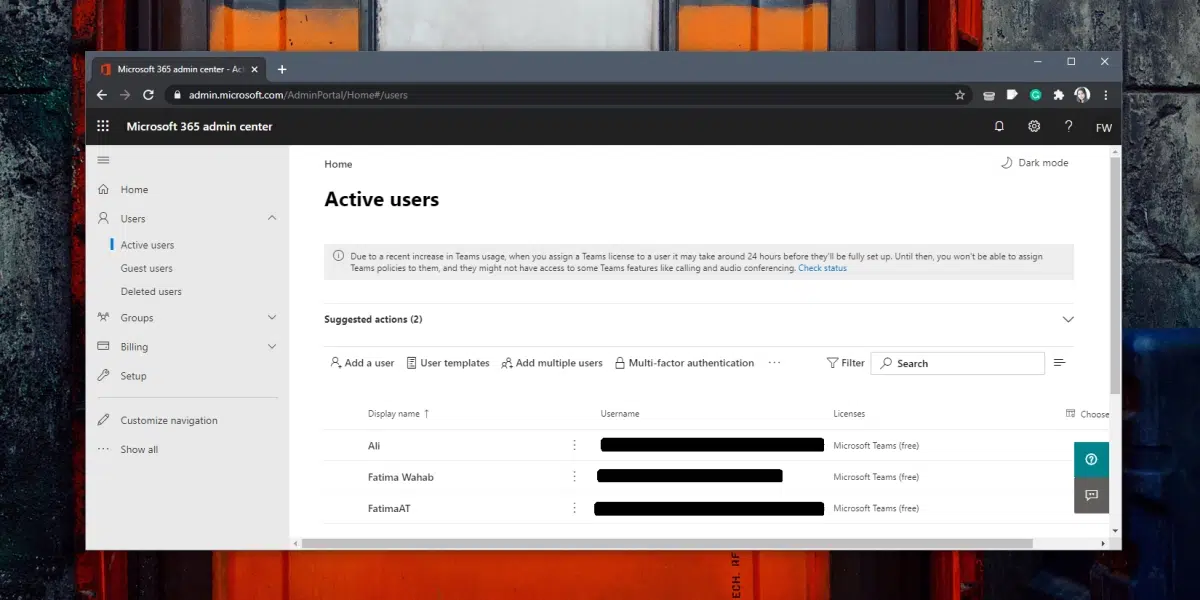 Microsoft 365 admin center - Ac
admin.microsoft.com/AdminPortal/Home#/users
Microsoft 365 admin center
FW
Home
Dark mode
Home
Users
Active users
Guest users
Deleted users
Groups
Billing
Setup
Customize navigation
Show all
Active users
Due to a recent increase in Teams usage, when you assign a Teams license to a user it may take around 24 hours before they'll be fully set up. Until then, you won't be able to assign
Teams policies to them, and they might not have access to some Teams features like calling and audio conferencing. Check status
Suggested actions (2)
Add a user User templates Add multiple users Multi-factor authentication ··· Filter Search
Display name ↑ Username Licenses Choose
Ali Microsoft Teams (free)
Fatima Wahab Microsoft Teams (free)
FatimaAT Microsoft Teams (free)
ECH. AF